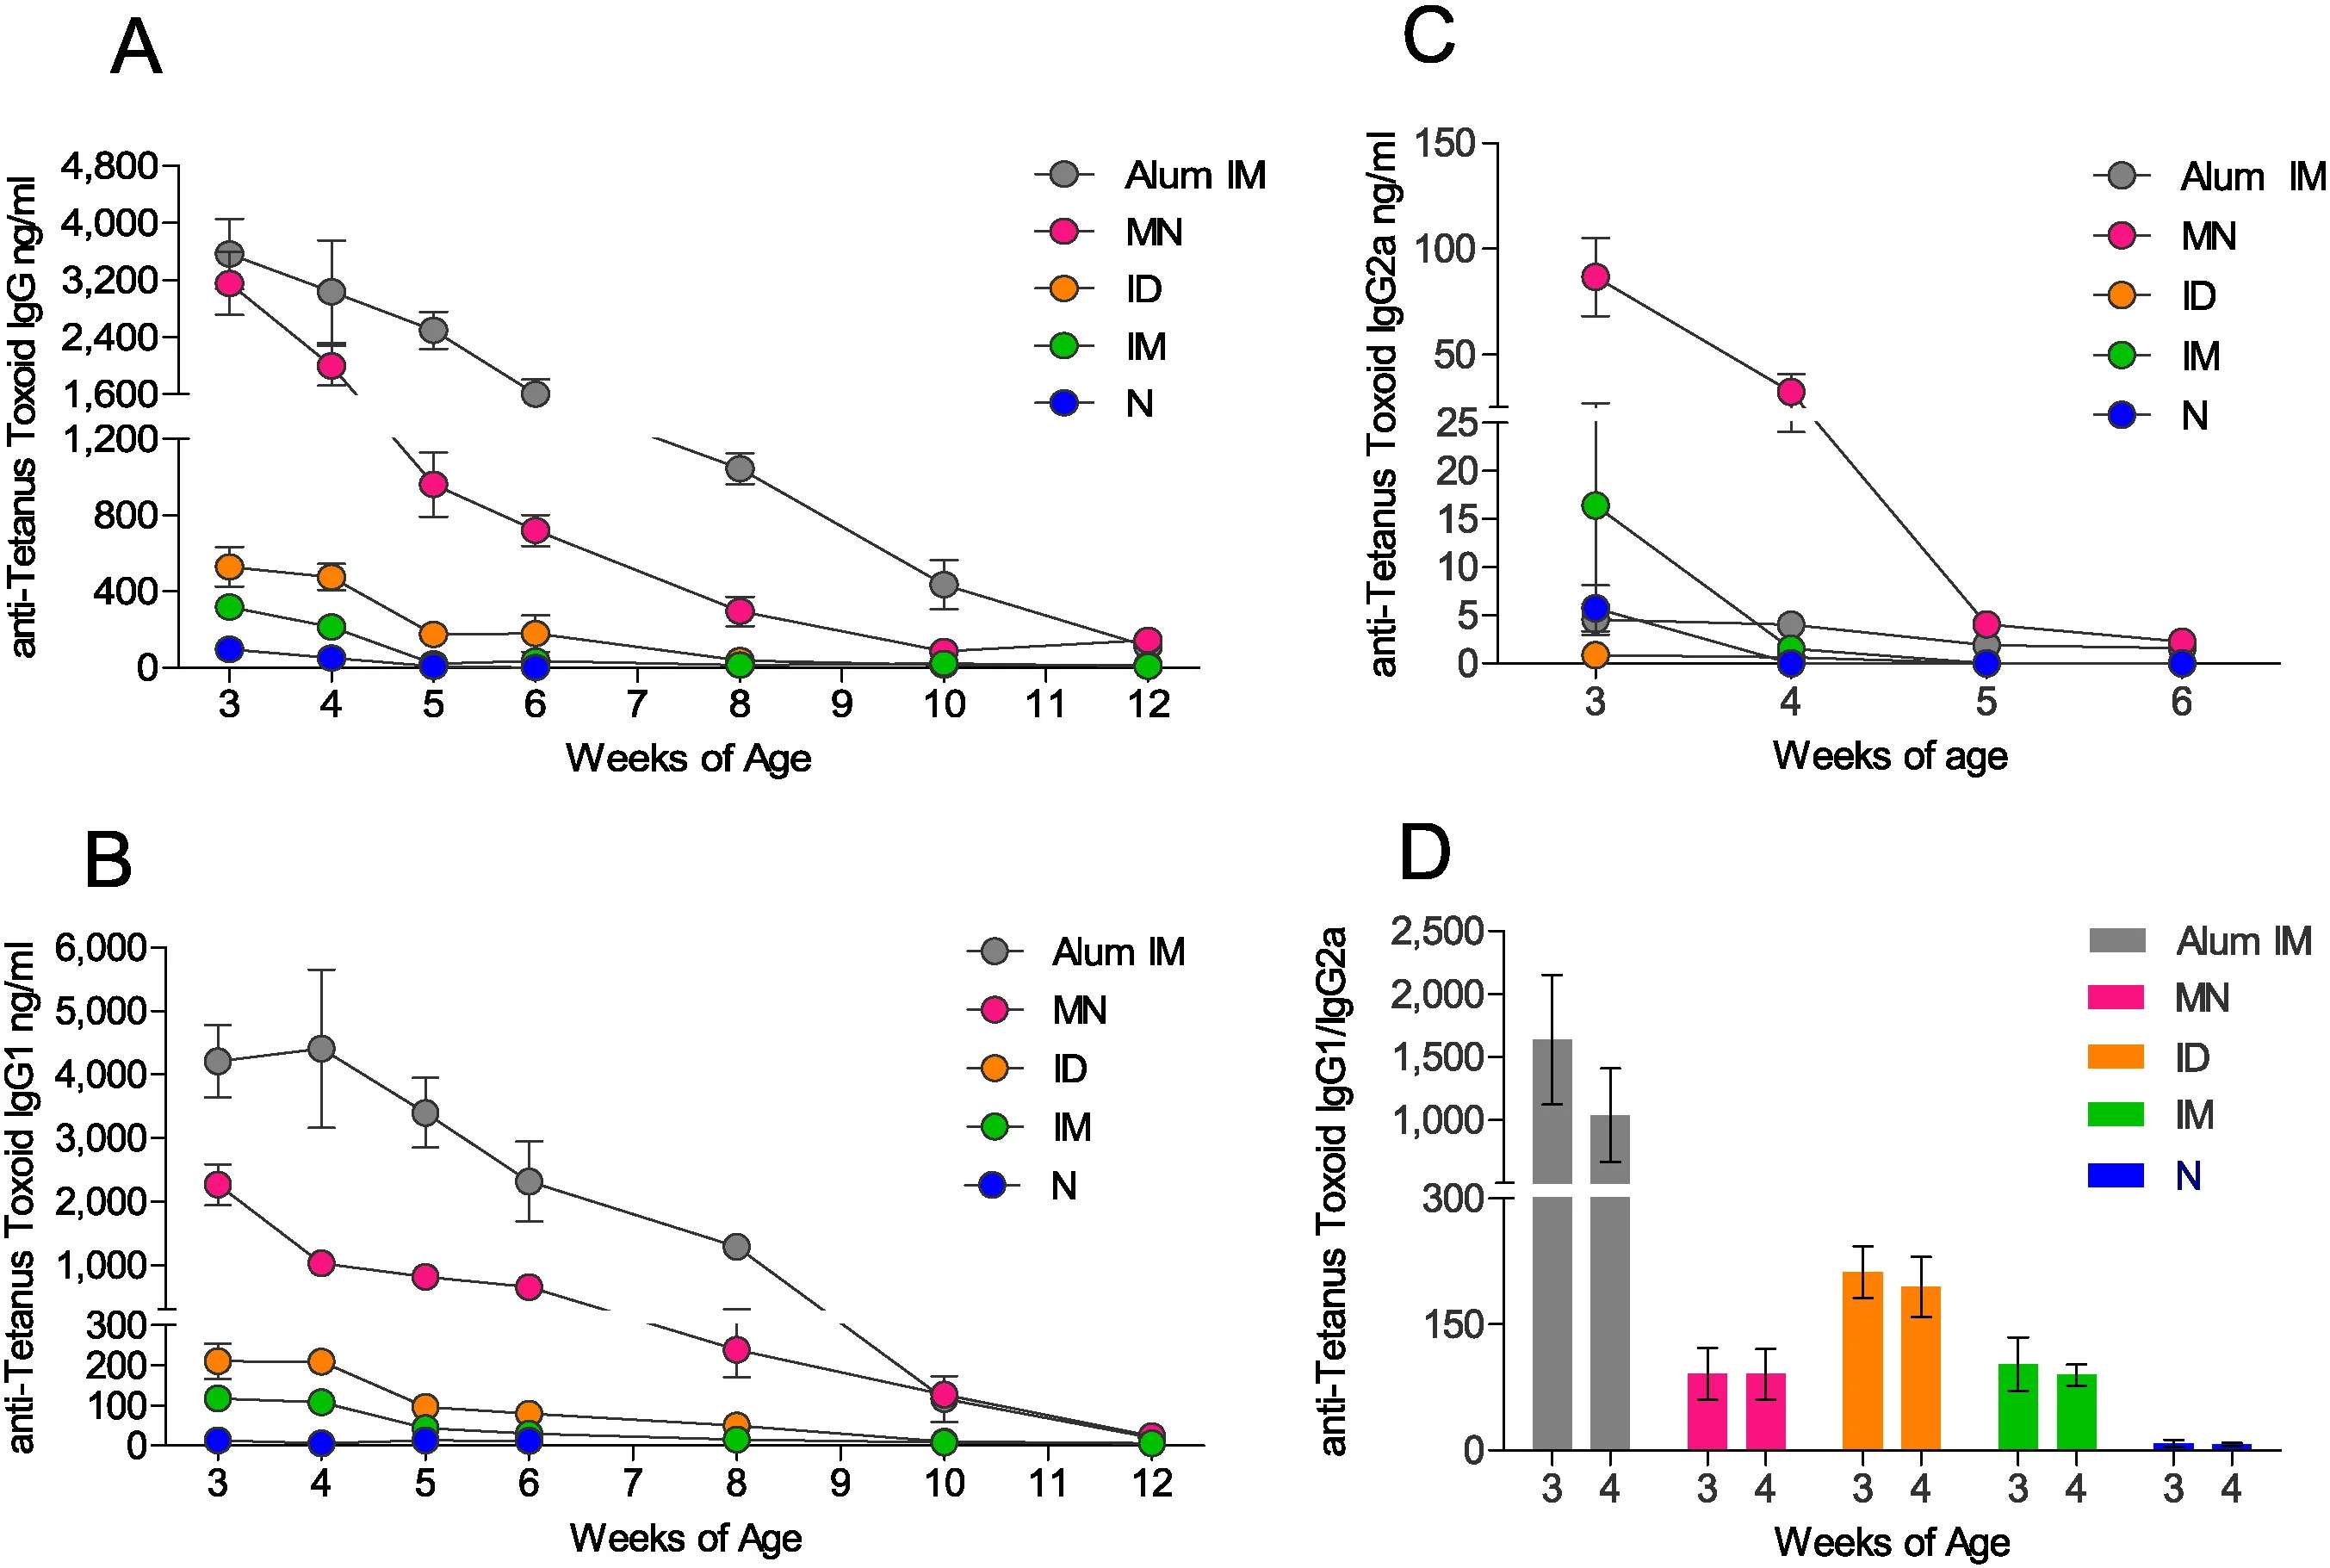 A
anti-Tetanus Toxoid IgG ng/ml
4,800
4,000
3,200
2,400
1,600
1,200
800
400
0
3 4 5 6 7 8 9 10 11 12
Weeks of Age
Alum IM
MN
ID
IM
N
B
anti-Tetanus Toxoid IgG1 ng/ml
6,000
5,000
4,000
3,000
2,000
1,000
300
200
100
0
3 4 5 6 7 8 9 10 11 12
Weeks of Age
Alum IM
MN
ID
IM
N
C
anti-Tetanus Toxoid IgG2a ng/ml
150
100
50
25
20
15
10
5
0
3 4 5 6
Weeks of age
Alum IM
MN
ID
IM
N
D
anti-Tetanus Toxoid IgG1/IgG2a
2,500
2,000
1,500
1,000
300
150
0
3 4 3 4 3 4 3 4 3 4
Weeks of Age
Alum IM
MN
ID
IM
N